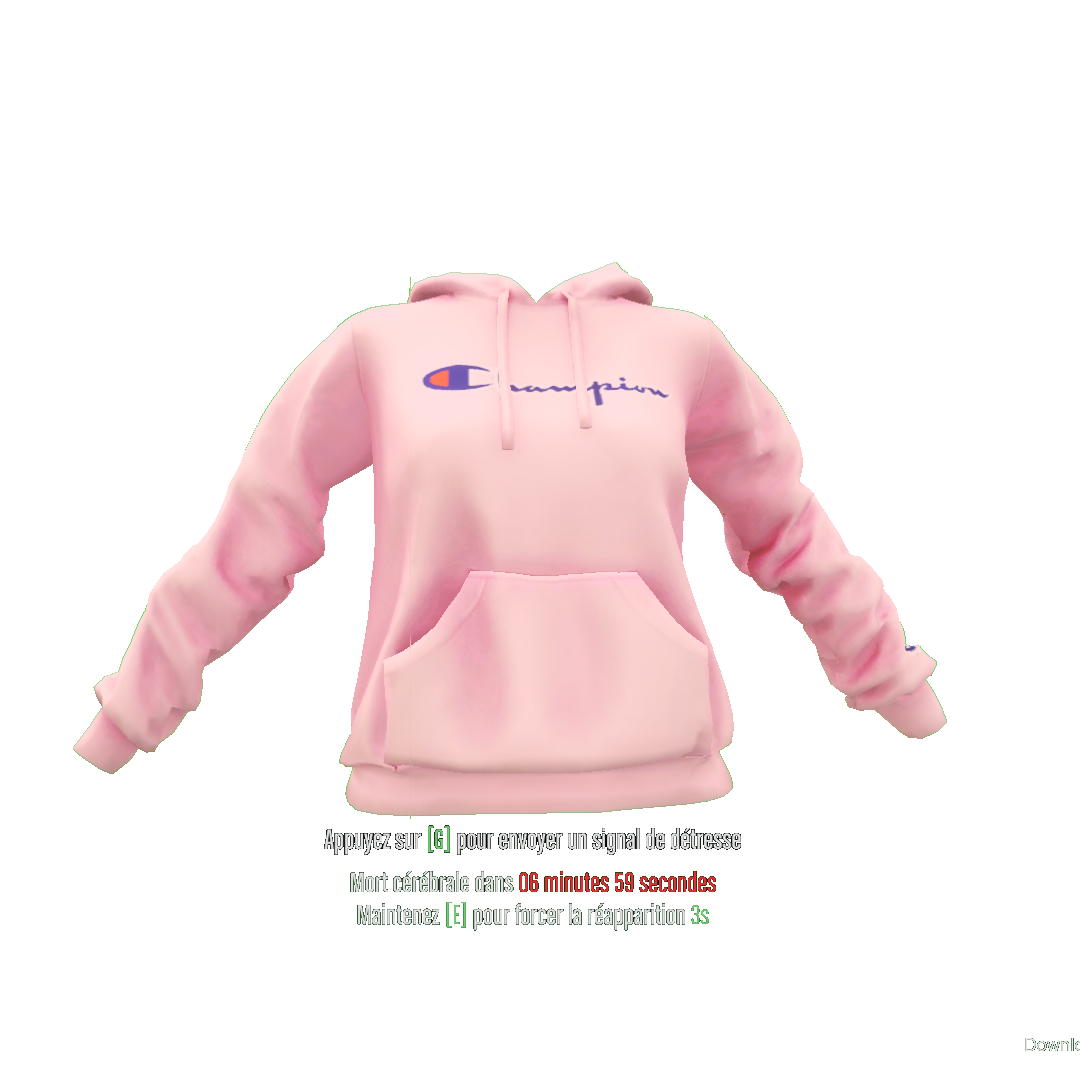 Champion
Appuyez sur [G] pour envoyer un signal de détresse
Mort cérébrale dans 06 minutes 59 secondes
Maintenez [E] pour forcer la réapparition 3s